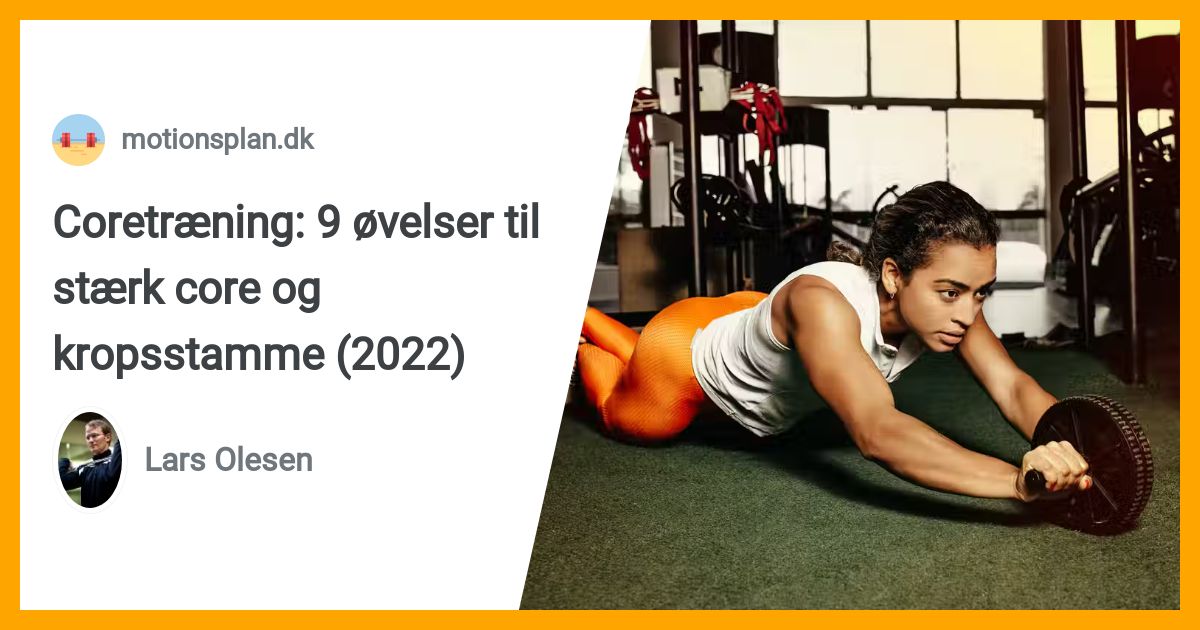 motionsplan.dk
Coretræning: 9 øvelser til
stærk core og
kropsstamme (2022)
Lars Olesen